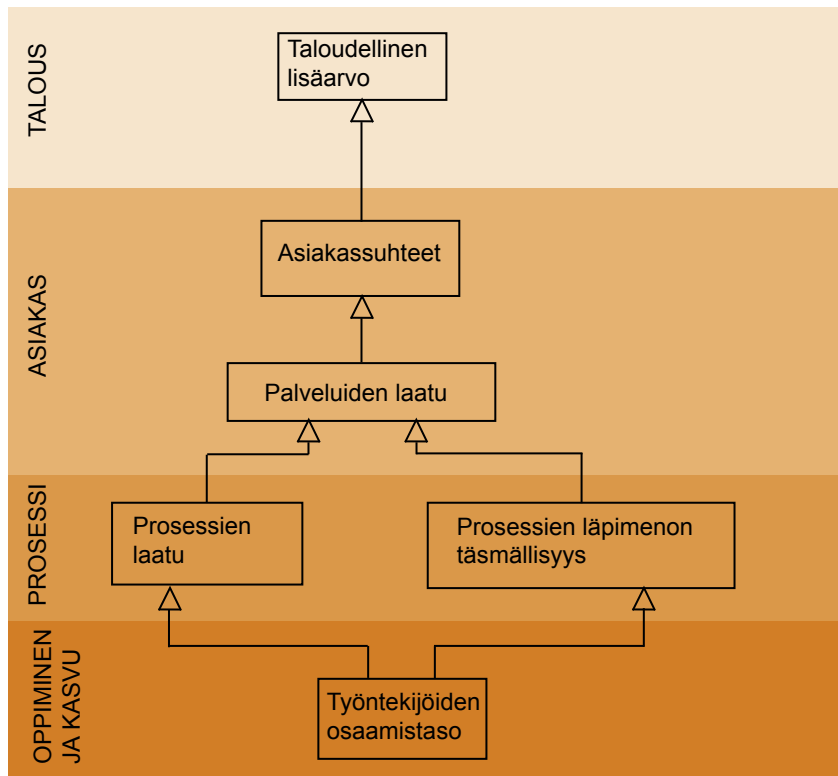 TALOUS
Taloudellinen
lisäarvo
ASIAKAS
Asiakassuhteet
Palveluiden laatu
PROSESSI
Prosessien
laatu
Prosessien läpimenon
täsmällisyys
OPPIMINEN
JA KASVU
Työntekijöiden
osaamistaso